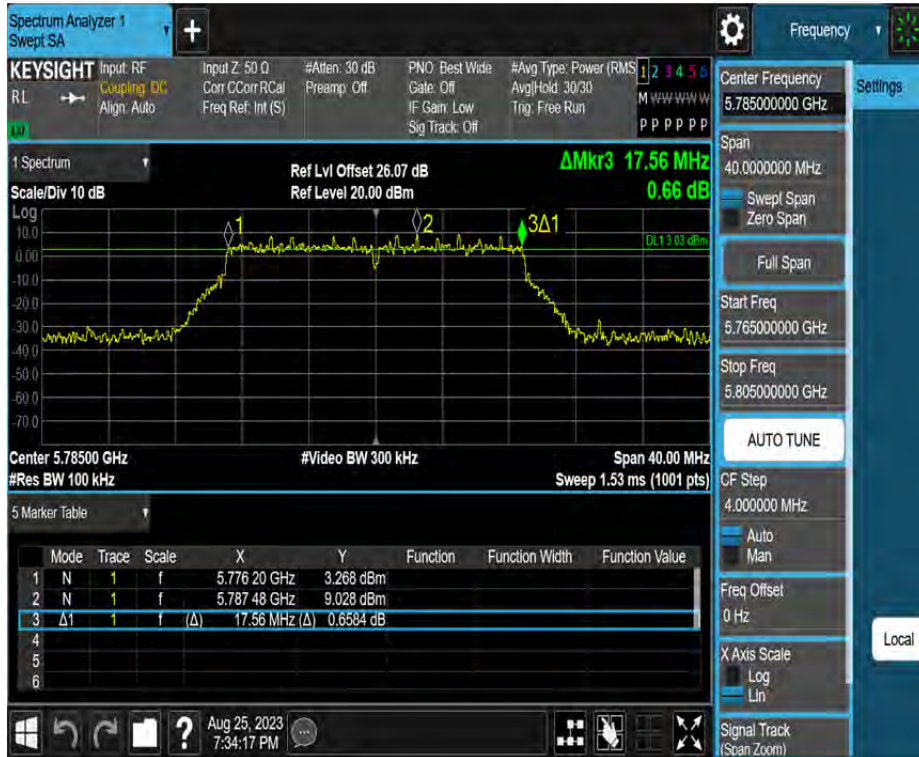 Spectrum Analyzer 1
Swept SA
Frequency
KEYSIGHT
RL
LXI
Input: RF
Coupling: DC
Align: Auto
Input Z: 50 Ω
Corr CCorr RCal
Freq Ref: Int (S)
#Atten: 30 dB
Preamp: Off
PNO: Best Wide
Gate: Off
IF Gain: Low
Sig Track: Off
#Avg Type: Power (RMS
Avg|Hold: 30/30
Trig: Free Run
1 2 3 4 5 6
M W W W W W
P P P P P P
1 Spectrum
Scale/Div 10 dB
Ref Lvl Offset 26.07 dB
Ref Level 20.00 dBm
ΔMkr3 17.56 MHz
0.66 dB
Log
10.0
0.00
-10.0
-20.0
-30.0
-40.0
-50.0
-60.0
-70.0
1
2
3Δ1
DL1 3.03 dBm
Center 5.78500 GHz
#Video BW 300 kHz
Span 40.00 MHz
#Res BW 100 kHz
Sweep 1.53 ms (1001 pts)
5 Marker Table
Mode Trace Scale X Y Function Function Width Function Value
1 N 1 f 5.776 20 GHz 3.268 dBm
2 N 1 f 5.787 48 GHz 9.028 dBm
3 Δ1 1 f (Δ) 17.56 MHz (Δ) 0.6584 dB
4
5
6
?
Aug 25, 2023
7:34:17 PM
Center Frequency
5.785000000 GHz
Settings
Span
40.0000000 MHz
Swept Span
Zero Span
Full Span
Start Freq
5.765000000 GHz
Stop Freq
5.805000000 GHz
AUTO TUNE
CF Step
4.000000 MHz
Auto
Man
Freq Offset
0 Hz
X Axis Scale
Log
Lin
Local
Signal Track
(Span Zoom)